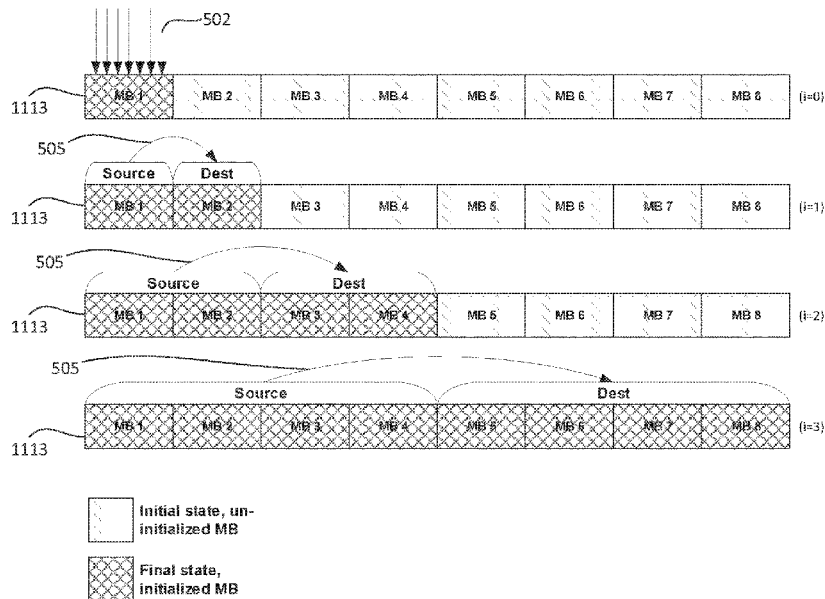 502
1113
MB 1 MB 2 MB 3 MB 4 MB 5 MB 6 MB 7 MB 8 (i=0)
505
Source Dest
1113
MB 1 MB 2 MB 3 MB 4 MB 5 MB 6 MB 7 MB 8 (i=1)
505
Source Dest
1113
MB 1 MB 2 MB 3 MB 4 MB 5 MB 6 MB 7 MB 8 (i=2)
505
Source Dest
1113
MB 1 MB 2 MB 3 MB 4 MB 5 MB 6 MB 7 MB 8 (i=3)
Initial state, un-
initialized MB
Final state,
initialized MB